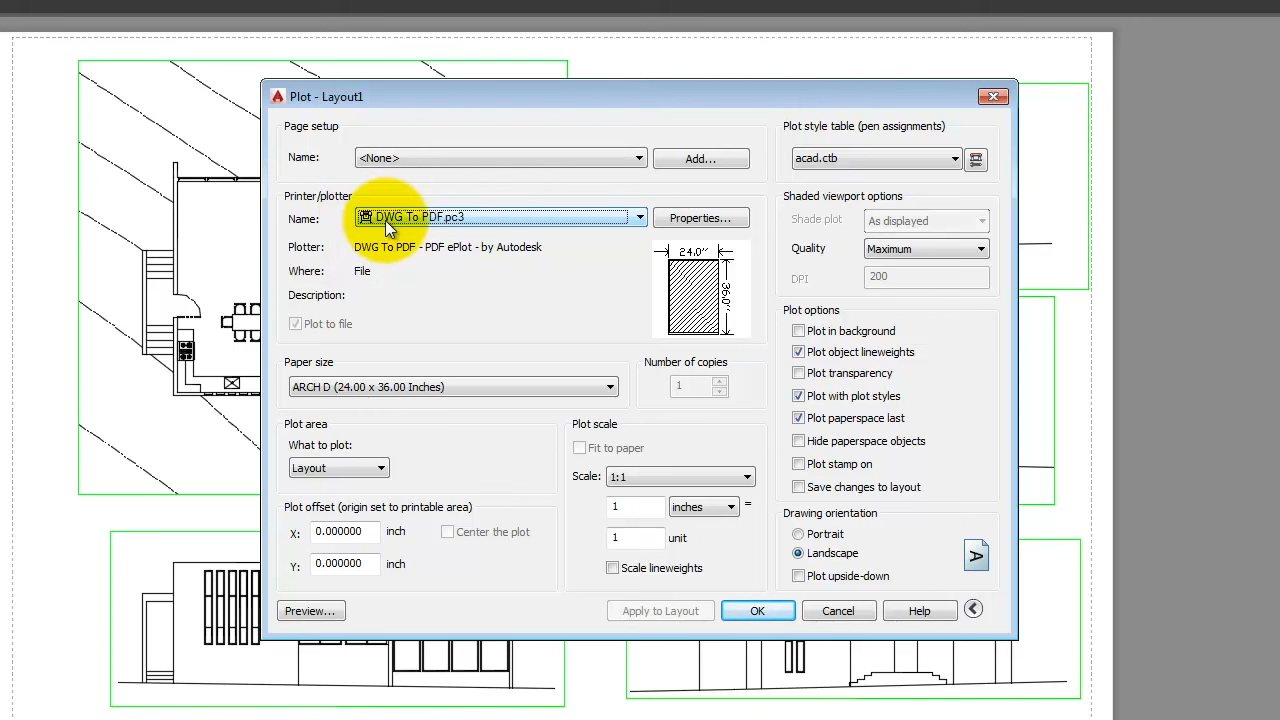 Plot - Layout1
Page setup
Name: <None> Add...
Printer/plotter
Name: DWG To PDF.pc3 Properties...
Plotter: DWG To PDF - PDF ePlot - by Autodesk
Where: File
Description:
Plot to file
24.0''
36.0''
Paper size
ARCH D (24.00 x 36.00 Inches)
Number of copies
1
Plot area
What to plot:
Layout
Plot scale
Fit to paper
Scale: 1:1
1 inches =
1 unit
Scale lineweights
Plot offset (origin set to printable area)
X: 0.000000 inch Center the plot
Y: 0.000000 inch
Plot style table (pen assignments)
acad.ctb
Shaded viewport options
Shade plot As displayed
Quality Maximum
DPI 200
Plot options
Plot in background
Plot object lineweights
Plot transparency
Plot with plot styles
Plot paperspace last
Hide paperspace objects
Plot stamp on
Save changes to layout
Drawing orientation
Portrait
Landscape
Plot upside-down
A
Preview... Apply to Layout OK Cancel Help